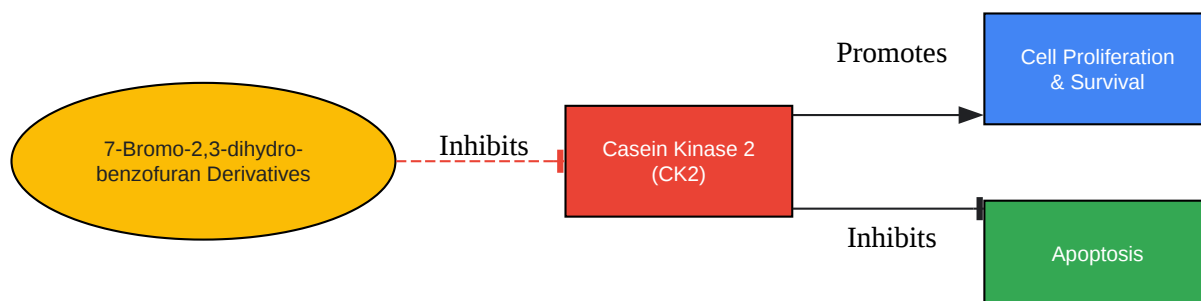 7-Bromo-2,3-dihydro-
benzofuran Derivatives
Inhibits
Casein Kinase 2
(CK2)
Promotes
Cell Proliferation
& Survival
Inhibits
Apoptosis